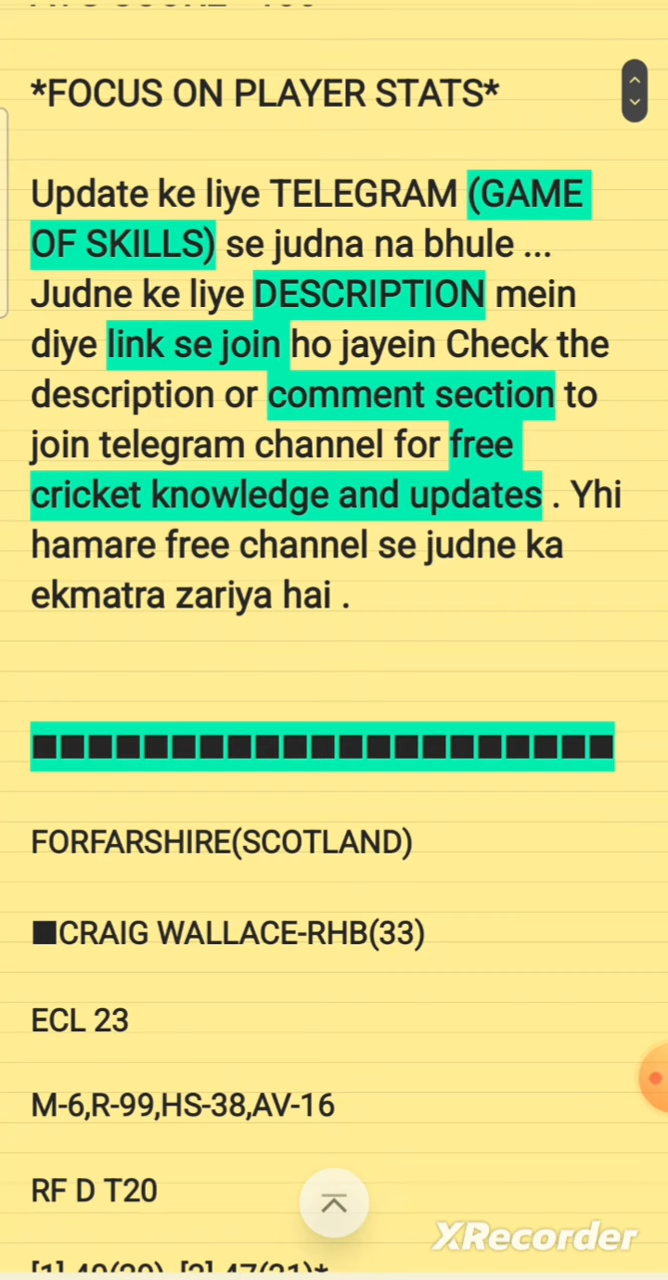 *FOCUS ON PLAYER STATS*
Update ke liye TELEGRAM (GAME
OF SKILLS) se judna na bhule ...
Judne ke liye DESCRIPTION mein
diye link se join ho jayein Check the
description or comment section to
join telegram channel for free
cricket knowledge and updates . Yhi
hamare free channel se judne ka
ekmatra zariya hai .
■■■■■■■■■■■■■■■■■■■■■
FORFARSHIRE(SCOTLAND)
■CRAIG WALLACE-RHB(33)
ECL 23
M-6,R-99,HS-38,AV-16
RF D T20
XRecorder